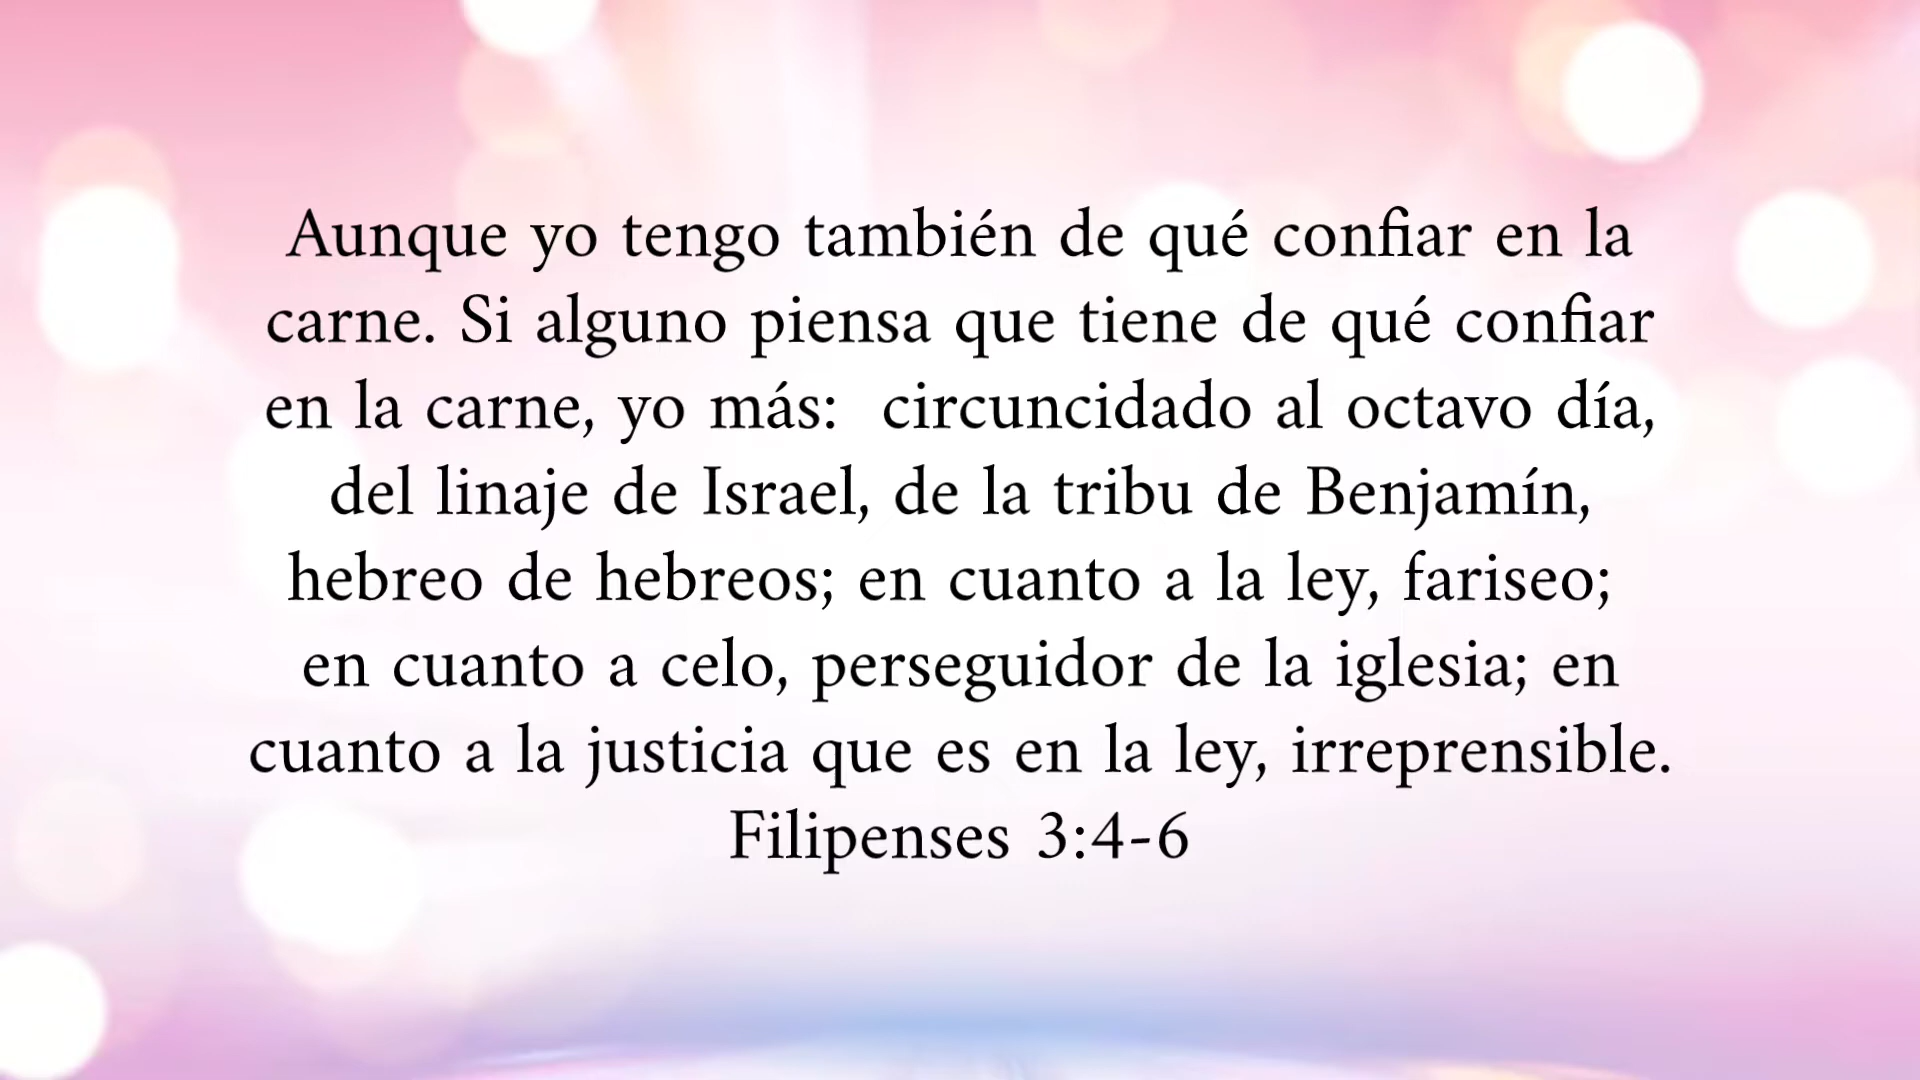 Aunque yo tengo también de qué confiar en la
carne. Si alguno piensa que tiene de qué confiar
en la carne, yo más:  circuncidado al octavo día,
del linaje de Israel, de la tribu de Benjamín,
hebreo de hebreos; en cuanto a la ley, fariseo;
en cuanto a celo, perseguidor de la iglesia; en
cuanto a la justicia que es en la ley, irreprensible.
Filipenses 3:4-6